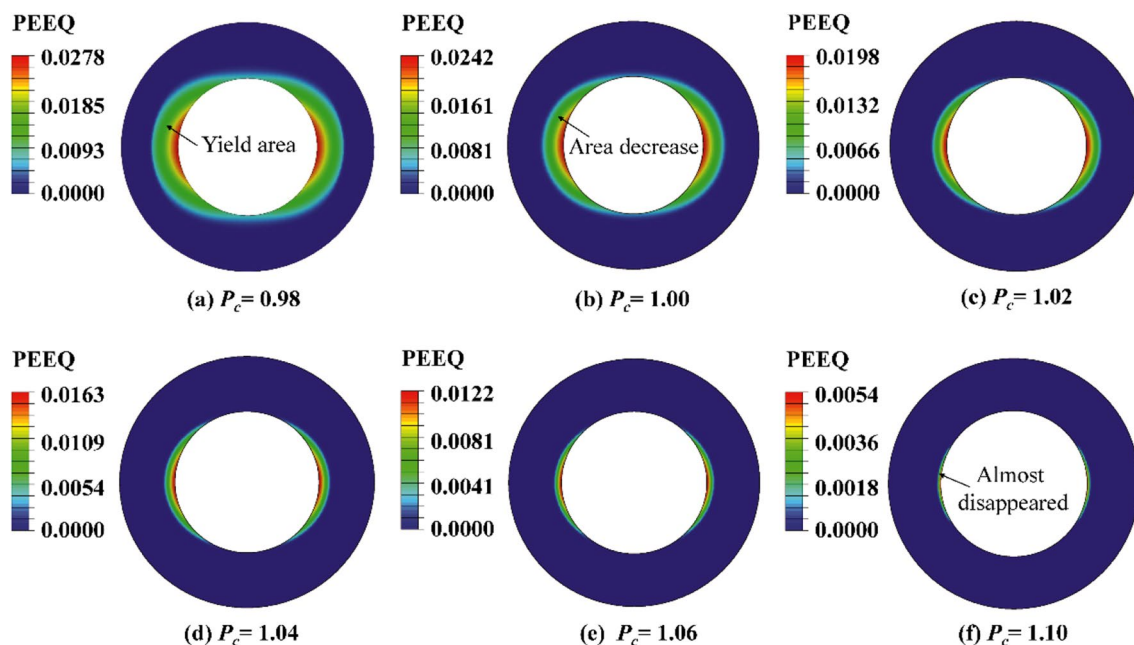 PEEQ
0.0278
0.0185
0.0093
0.0000
Yield area
(a) Pc= 0.98
PEEQ
0.0242
0.0161
0.0081
0.0000
Area decrease
(b) Pc= 1.00
PEEQ
0.0198
0.0132
0.0066
0.0000
(c) Pc= 1.02
PEEQ
0.0163
0.0109
0.0054
0.0000
(d) Pc= 1.04
PEEQ
0.0122
0.0081
0.0041
0.0000
(e) Pc= 1.06
PEEQ
0.0054
0.0036
0.0018
0.0000
Almost
disappeared
(f) Pc= 1.10